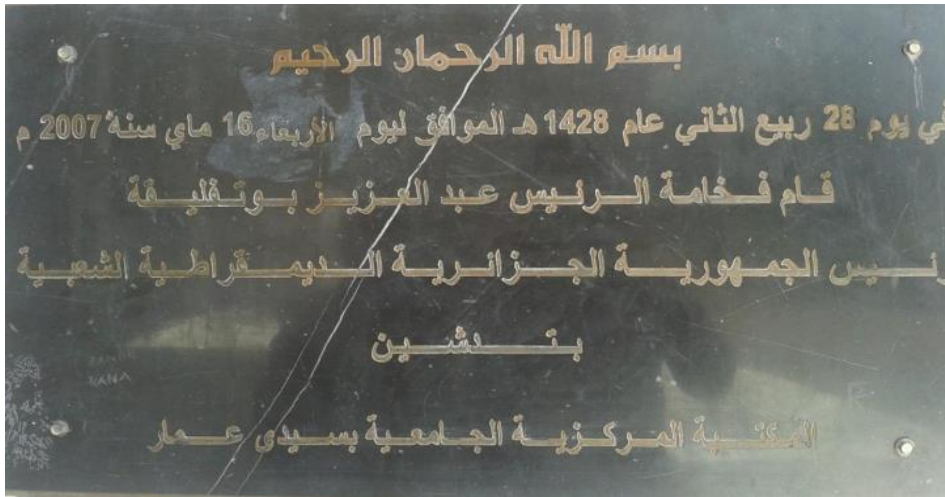 بسم الله الرحمان الرحيم
في يوم 28 ربيع الثاني عام 1428 هـ الموافق ليوم الأربعاء 16 ماي سنة 2007 م
قام فخامة الرئيس عبد العزيز بوتفليقة
رئيس الجمهورية الجزائرية الديمقراطية الشعبية
بتدشين
المكتبة المركزية الجامعية بسيدي عمار